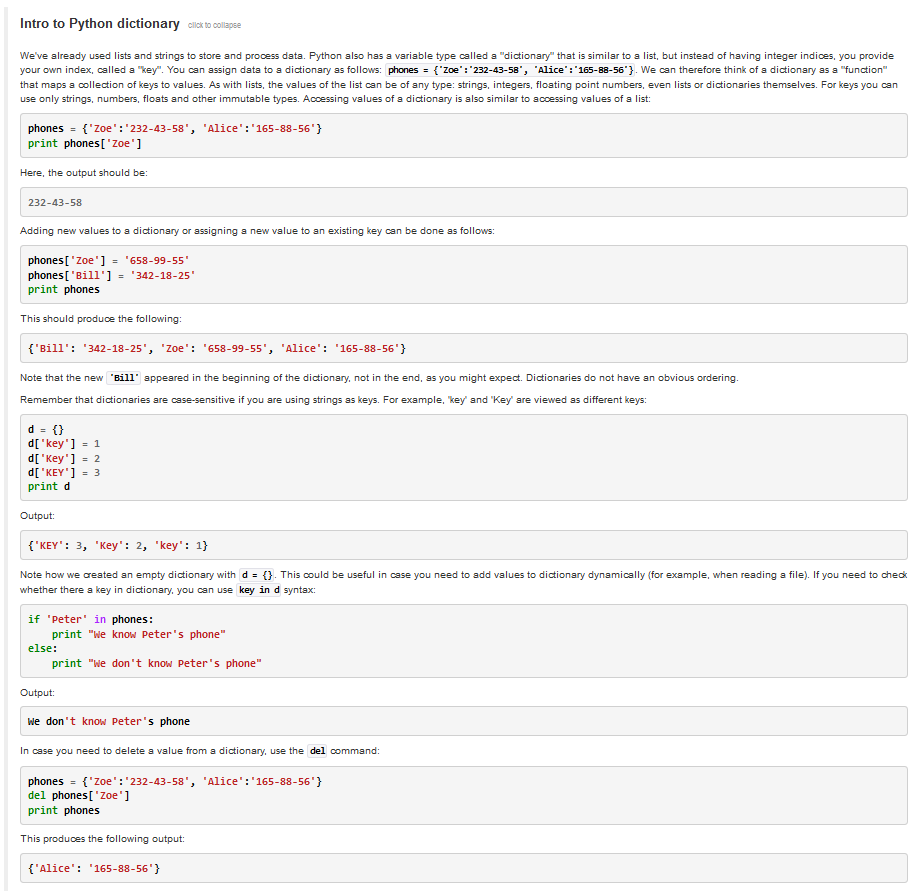 Intro to Python dictionary click to collapse
We've already used lists and strings to store and process data. Python also has a variable type called a "dictionary" that is similar to a list, but instead of having integer indices, you provide
your own index, called a "key". You can assign data to a dictionary as follows: phones = {'Zoe':'232-43-58', 'Alice':'165-88-56'}. We can therefore think of a dictionary as a "function"
that maps a collection of keys to values. As with lists, the values of the list can be of any type: strings, integers, floating point numbers, even lists or dictionaries themselves. For keys you can
use only strings, numbers, floats and other immutable types. Accessing values of a dictionary is also similar to accessing values of a list:
phones = {'Zoe':'232-43-58', 'Alice':'165-88-56'}
print phones['Zoe']
Here, the output should be:
232-43-58
Adding new values to a dictionary or assigning a new value to an existing key can be done as follows:
phones['Zoe'] = '658-99-55'
phones['Bill'] = '342-18-25'
print phones
This should produce the following:
{'Bill': '342-18-25', 'Zoe': '658-99-55', 'Alice': '165-88-56'}
Note that the new 'Bill' appeared in the beginning of the dictionary, not in the end, as you might expect. Dictionaries do not have an obvious ordering.
Remember that dictionaries are case-sensitive if you are using strings as keys. For example, 'key' and 'Key' are viewed as different keys:
d = {}
d['key'] = 1
d['Key'] = 2
d['KEY'] = 3
print d
Output:
{'KEY': 3, 'Key': 2, 'key': 1}
Note how we created an empty dictionary with d = {}. This could be useful in case you need to add values to dictionary dynamically (for example, when reading a file). If you need to check
whether there a key in dictionary, you can use key in d syntax:
if 'Peter' in phones:
    print "We know Peter's phone"
else:
    print "We don't know Peter's phone"
Output:
We don't know Peter's phone
In case you need to delete a value from a dictionary, use the del command:
phones = {'Zoe':'232-43-58', 'Alice':'165-88-56'}
del phones['Zoe']
print phones
This produces the following output:
{'Alice': '165-88-56'}